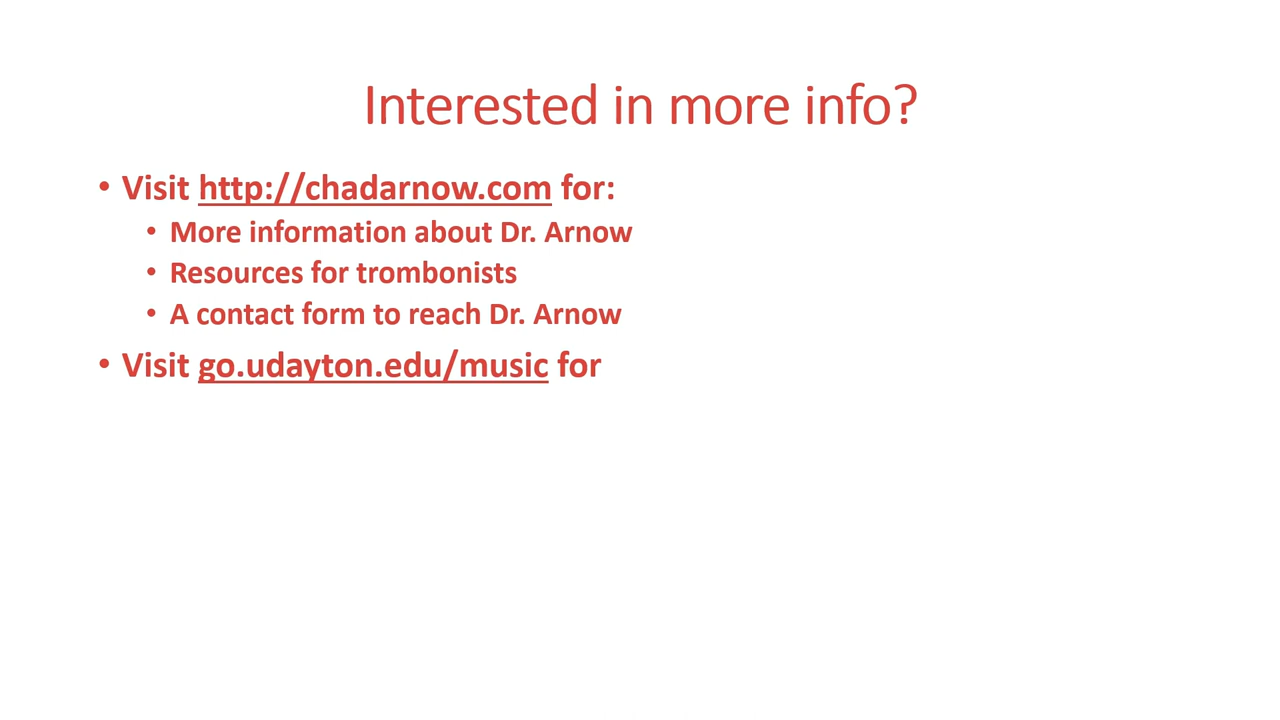 Interested in more info?
• Visit http://chadarnow.com for:
• More information about Dr. Arnow
• Resources for trombonists
• A contact form to reach Dr. Arnow
• Visit go.udayton.edu/music for